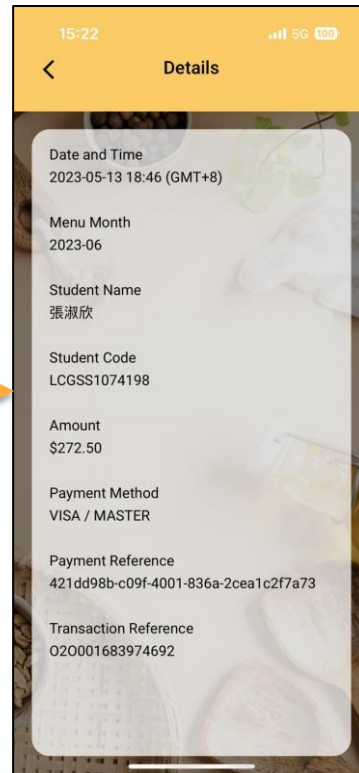 15:22
5G 100
Details
Date and Time
2023-05-13 18:46 (GMT+8)
Menu Month
2023-06
Student Name
張淑欣
Student Code
LCGSS1074198
Amount
$272.50
Payment Method
VISA / MASTER
Payment Reference
421dd98b-c09f-4001-836a-2cea1c2f7a73
Transaction Reference
O2O001683974692